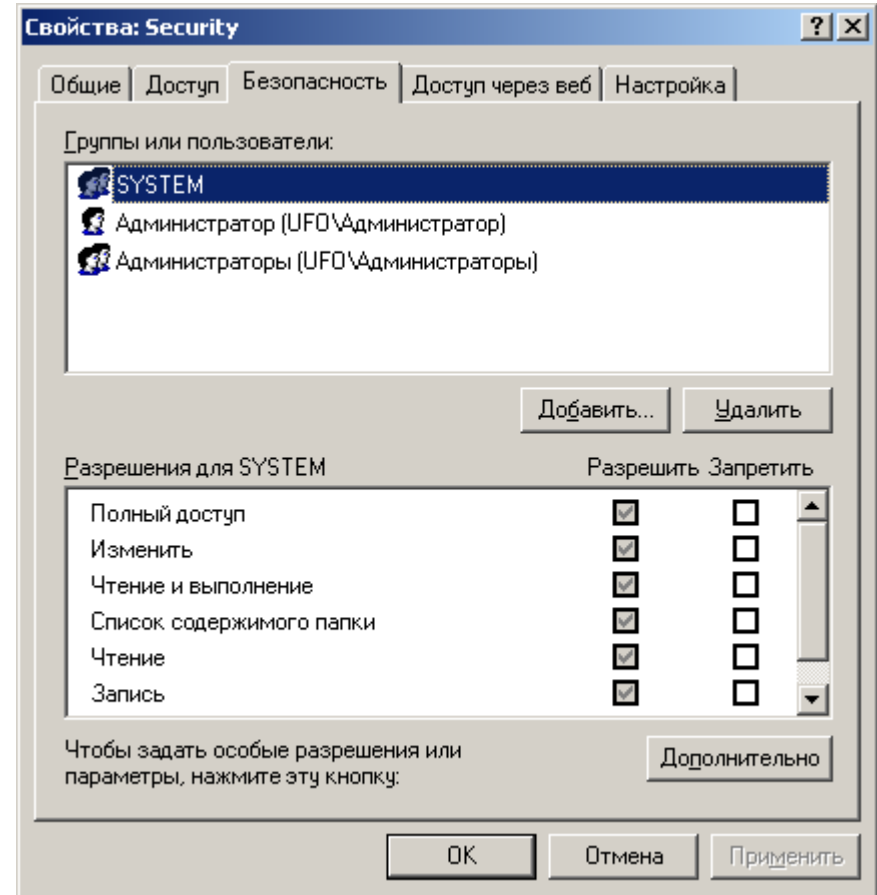 Свойства: Security
Общие Доступ Безопасность Доступ через веб Настройка
Группы или пользователи:
SYSTEM
Администратор (UFO\Администратор)
Администраторы (UFO\Администраторы)
Добавить... Удалить
Разрешения для SYSTEM Разрешить Запретить
Полный доступ
Изменить
Чтение и выполнение
Список содержимого папки
Чтение
Запись
Чтобы задать особые разрешения или
параметры, нажмите эту кнопку:
Дополнительно
OK Отмена Применить